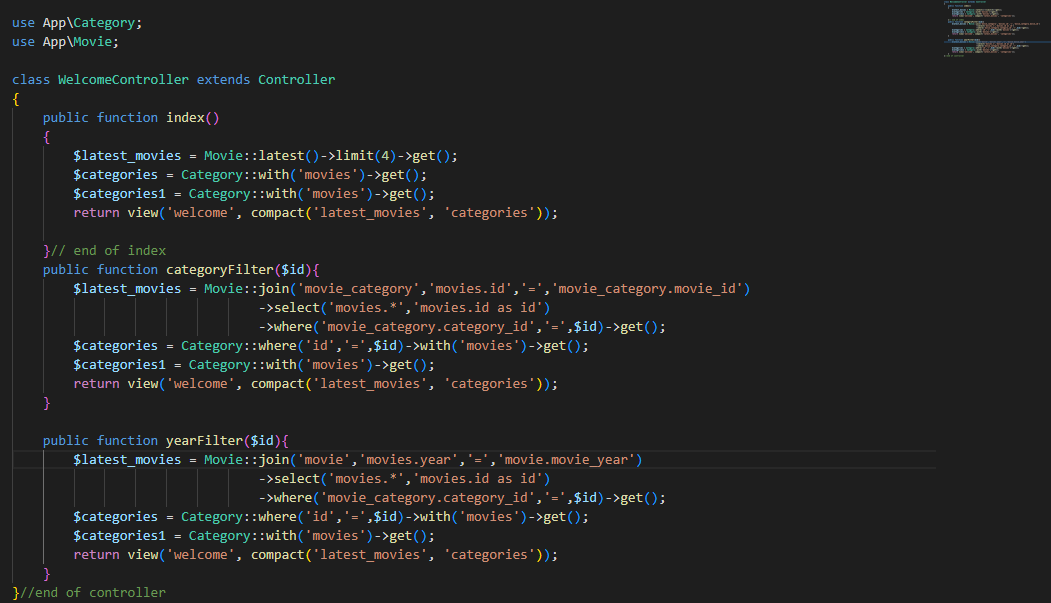 use App\Category;
use App\Movie;
class WelcomeController extends Controller
{
public function index()
{
$latest_movies = Movie::latest()->limit(4)->get();
$categories = Category::with('movies')->get();
$categories1 = Category::with('movies')->get();
return view('welcome', compact('latest_movies', 'categories'));
}// end of index
public function categoryFilter($id){
$latest_movies = Movie::join('movie_category','movies.id','=','movie_category.movie_id')
->select('movies.*','movies.id as id')
->where('movie_category.category_id','=',$id)->get();
$categories = Category::where('id','=',$id)->with('movies')->get();
$categories1 = Category::with('movies')->get();
return view('welcome', compact('latest_movies', 'categories'));
}
public function yearFilter($id){
$latest_movies = Movie::join('movie','movies.year','=','movie.movie_year')
->select('movies.*','movies.id as id')
->where('movie_category.category_id','=',$id)->get();
$categories = Category::where('id','=',$id)->with('movies')->get();
$categories1 = Category::with('movies')->get();
return view('welcome', compact('latest_movies', 'categories'));
}
}//end of controller